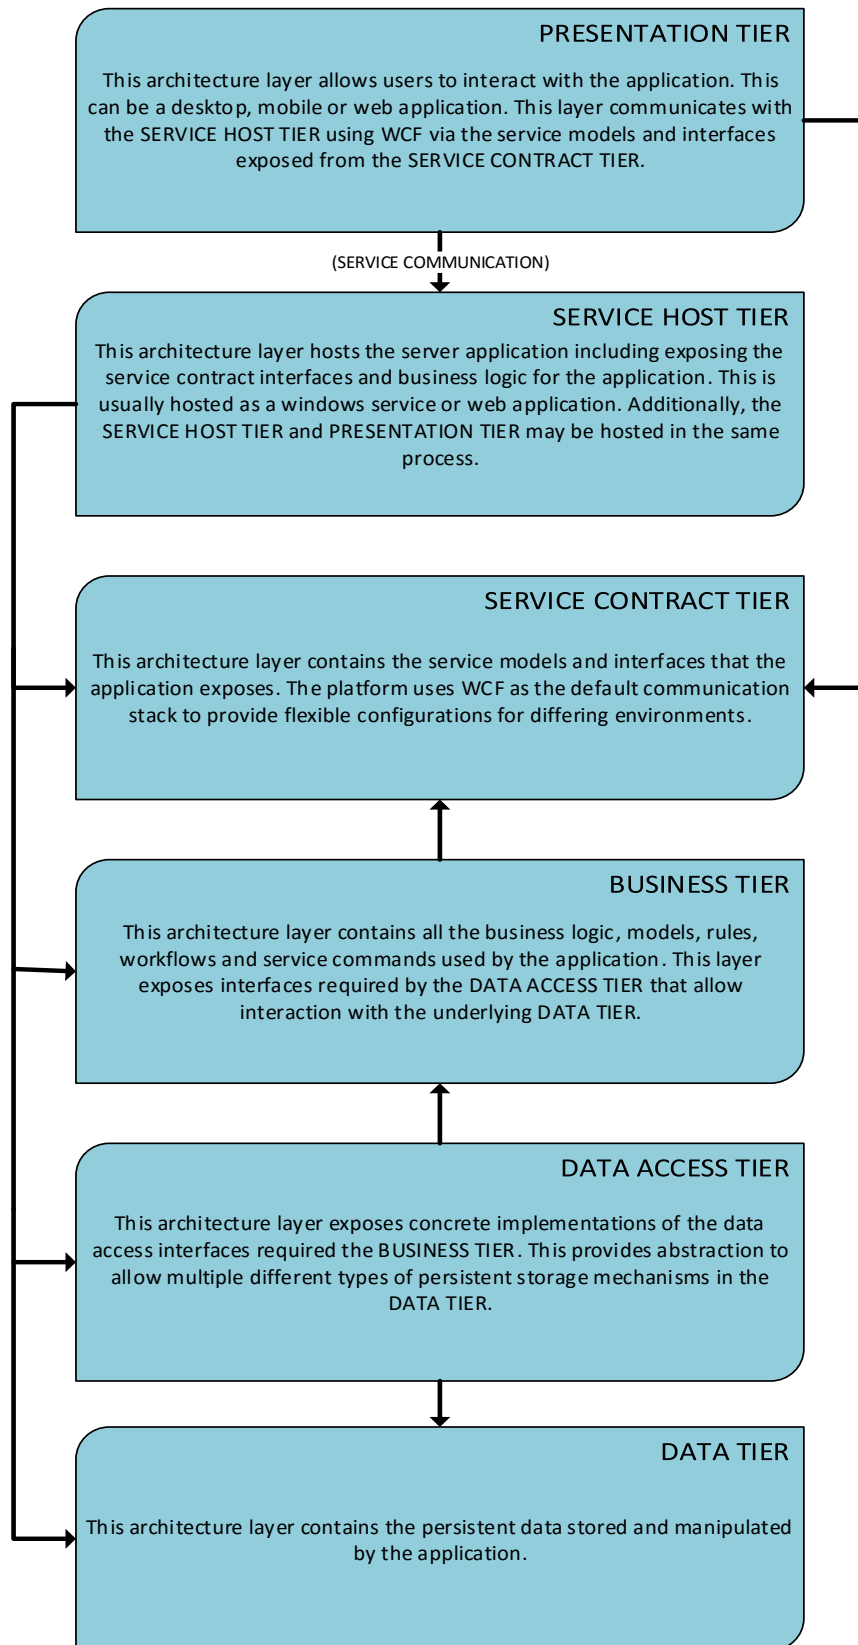 PRESENTATION TIER
This architecture layer allows users to interact with the application. This
can be a desktop, mobile or web application. This layer communicates with
the SERVICE HOST TIER using WCF via the service models and interfaces
exposed from the SERVICE CONTRACT TIER.
(SERVICE COMMUNICATION)
SERVICE HOST TIER
This architecture layer hosts the server application including exposing the
service contract interfaces and business logic for the application. This is
usually hosted as a windows service or web application. Additionally, the
SERVICE HOST TIER and PRESENTATION TIER may be hosted in the same
process.
SERVICE CONTRACT TIER
This architecture layer contains the service models and interfaces that the
application exposes. The platform uses WCF as the default communication
stack to provide flexible configurations for differing environments.
BUSINESS TIER
This architecture layer contains all the business logic, models, rules,
workflows and service commands used by the application. This layer
exposes interfaces required by the DATA ACCESS TIER that allow
interaction with the underlying DATA TIER.
DATA ACCESS TIER
This architecture layer exposes concrete implementations of the data
access interfaces required the BUSINESS TIER. This provides abstraction to
allow multiple different types of persistent storage mechanisms in the
DATA TIER.
DATA TIER
This architecture layer contains the persistent data stored and manipulated
by the application.